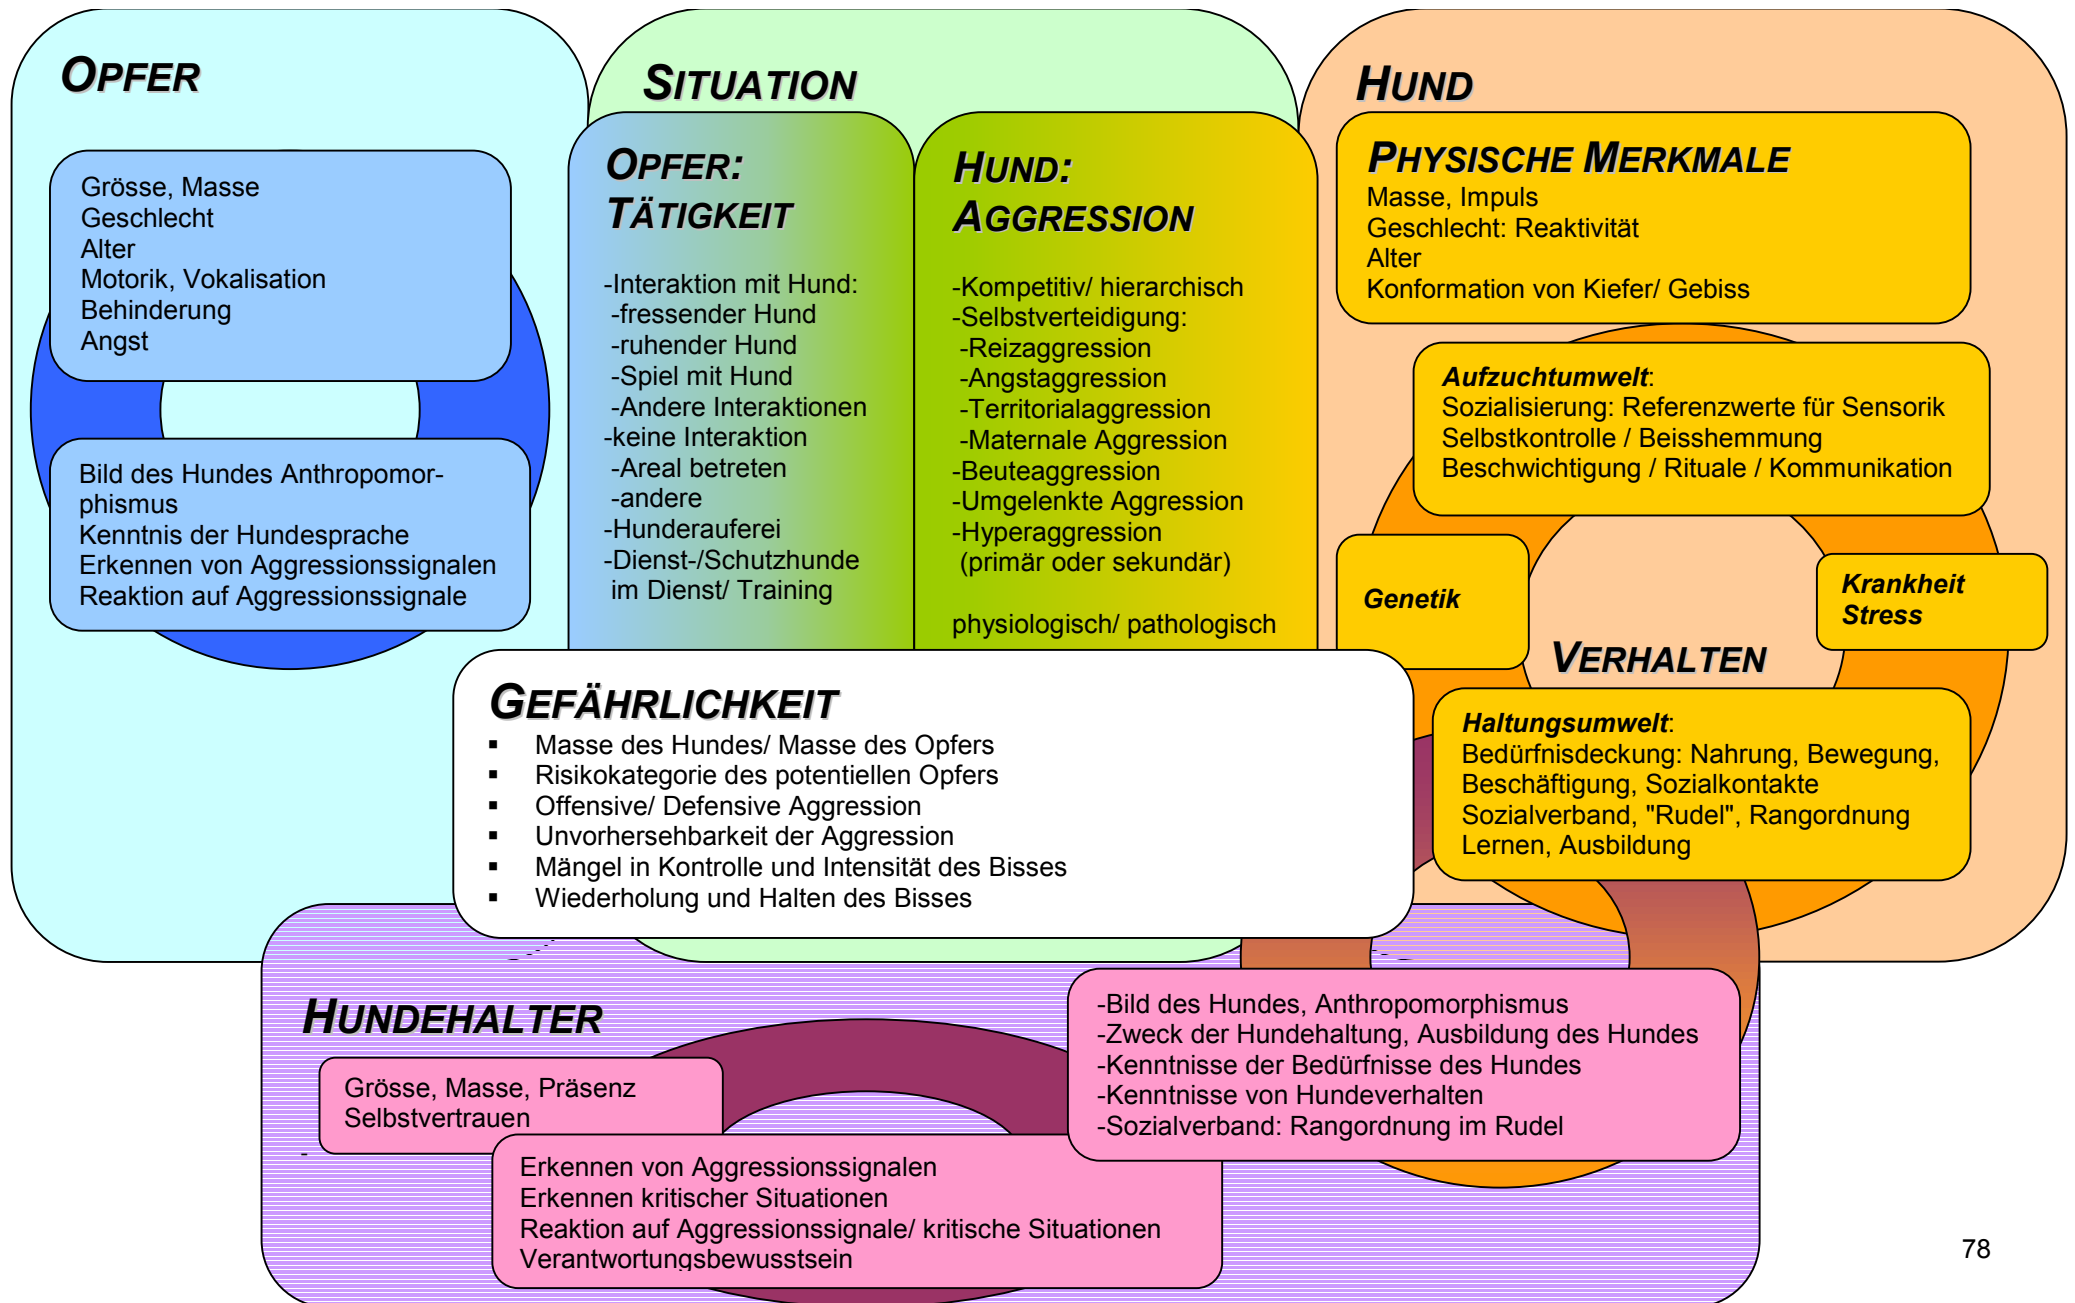 OPFER
Grösse, Masse
Geschlecht
Alter
Motorik, Vokalisation
Behinderung
Angst
Bild des Hundes Anthropomor-
phismus
Kenntnis der Hundesprache
Erkennen von Aggressionssignalen
Reaktion auf Aggressionssignale
SITUATION
OPFER:
TÄTIGKEIT
-Interaktion mit Hund:
-fressender Hund
-ruhender Hund
-Spiel mit Hund
-Andere Interaktionen
-keine Interaktion
-Areal betreten
-andere
-Hunderauferei
-Dienst-/Schutzhunde
im Dienst/ Training
HUND:
AGGRESSION
-Kompetitiv/ hierarchisch
-Selbstverteidigung:
-Reizaggression
-Angstaggression
-Territorialaggression
-Maternale Aggression
-Beuteaggression
-Umgelenkte Aggression
-Hyperaggression
(primär oder sekundär)
physiologisch/ pathologisch
HUND
PHYSISCHE MERKMALE
Masse, Impuls
Geschlecht: Reaktivität
Alter
Konformation von Kiefer/ Gebiss
Aufzuchtumwelt:
Sozialisierung: Referenzwerte für Sensorik
Selbstkontrolle / Beisshemmung
Beschwichtigung / Rituale / Kommunikation
Genetik
Krankheit
Stress
VERHALTEN
Haltungsumwelt:
Bedürfnisdeckung: Nahrung, Bewegung,
Beschäftigung, Sozialkontakte
Sozialverband, "Rudel", Rangordnung
Lernen, Ausbildung
GEFÄHRLICHKEIT
▪ Masse des Hundes/ Masse des Opfers
▪ Risikokategorie des potentiellen Opfers
▪ Offensive/ Defensive Aggression
▪ Unvorhersehbarkeit der Aggression
▪ Mängel in Kontrolle und Intensität des Bisses
▪ Wiederholung und Halten des Bisses
HUNDEHALTER
Grösse, Masse, Präsenz
Selbstvertrauen
-
Erkennen von Aggressionssignalen
Erkennen kritischer Situationen
Reaktion auf Aggressionssignale/ kritische Situationen
Verantwortungsbewusstsein
-Bild des Hundes, Anthropomorphismus
-Zweck der Hundehaltung, Ausbildung des Hundes
-Kenntnisse der Bedürfnisse des Hundes
-Kenntnisse von Hundeverhalten
-Sozialverband: Rangordnung im Rudel
78